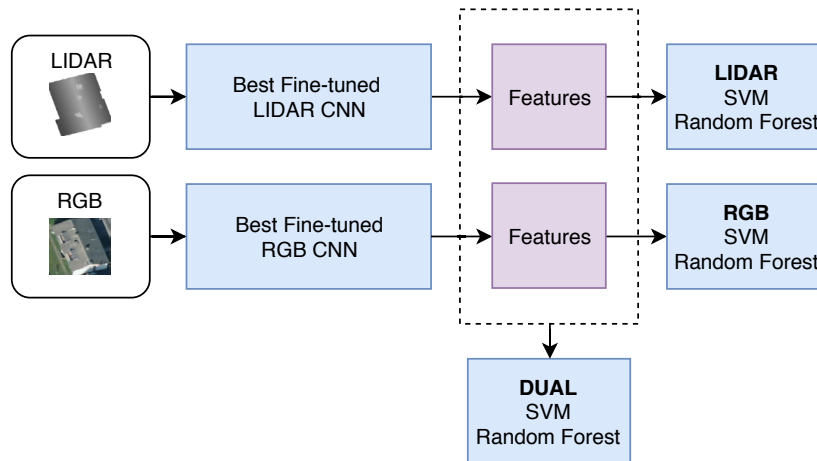 LIDAR
Best Fine-tuned
LIDAR CNN
Features
LIDAR
SVM
Random Forest
RGB
Best Fine-tuned
RGB CNN
Features
RGB
SVM
Random Forest
DUAL
SVM
Random Forest